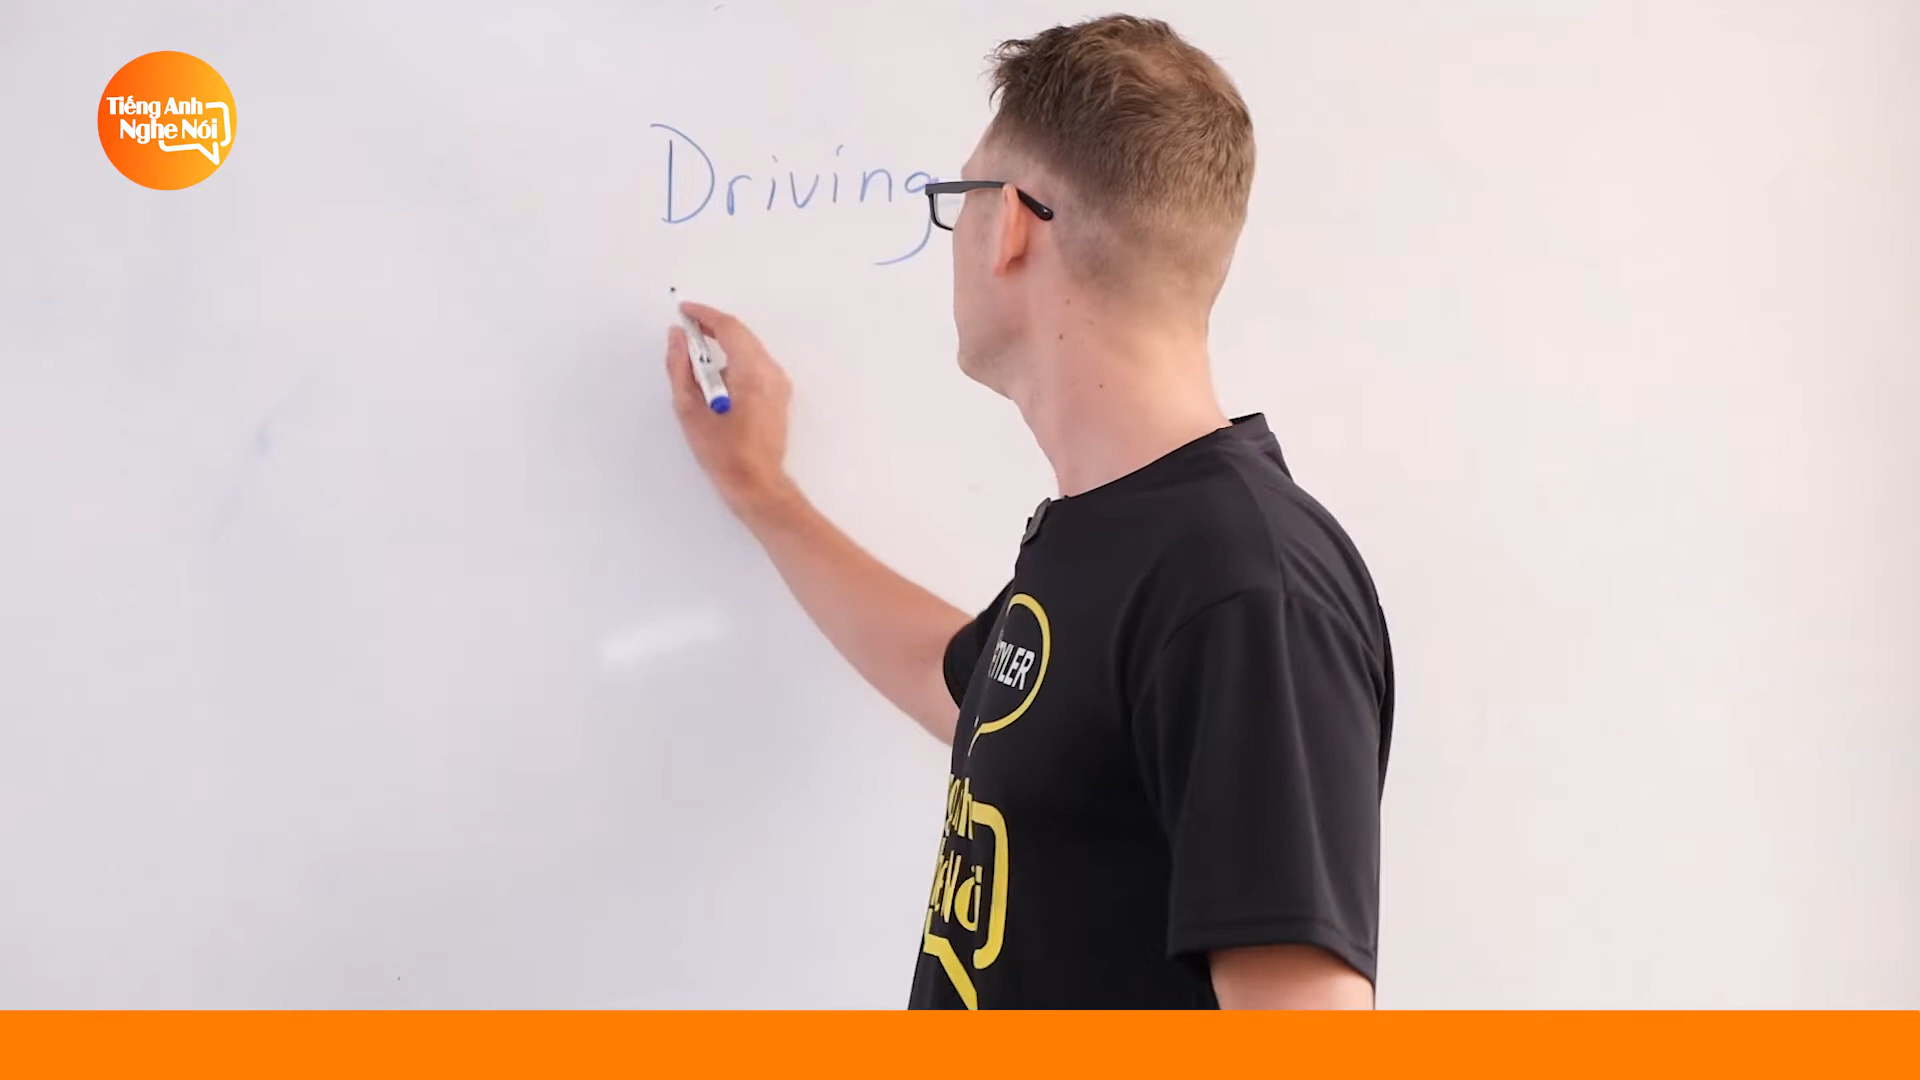 Tiếng Anh
Nghe Nói
Driving
TYLER